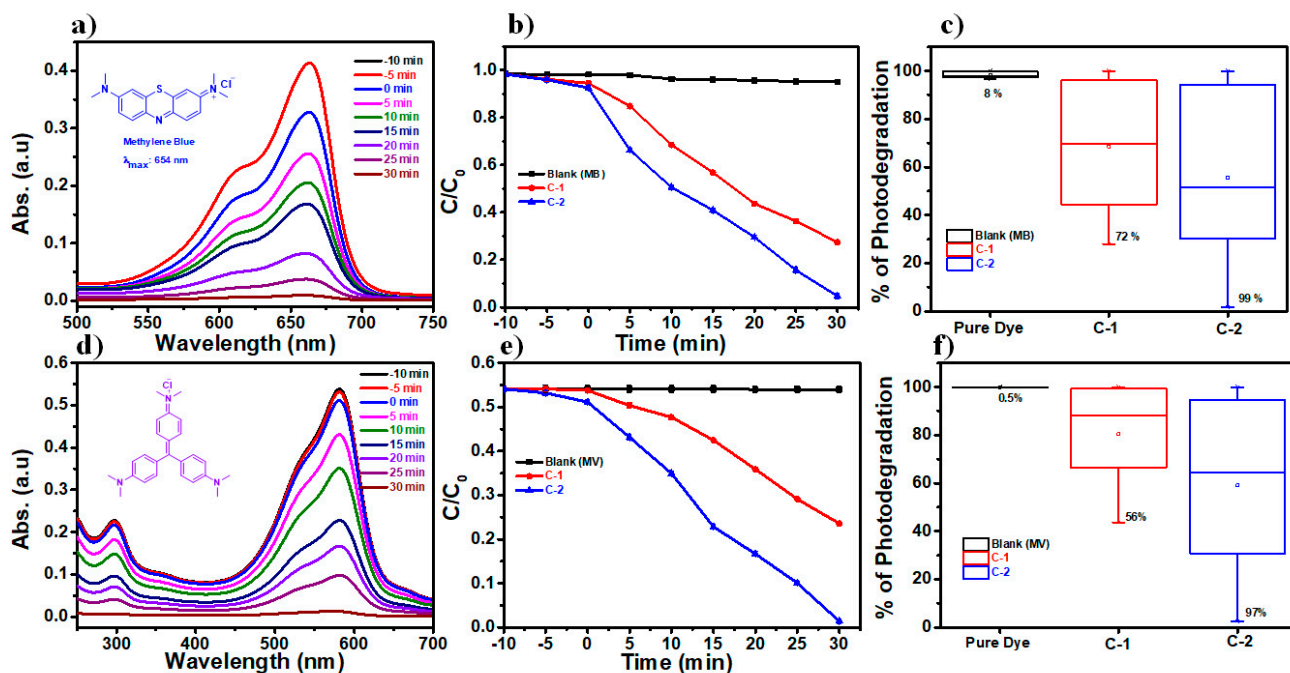 a)
Abs. (a.u)
0.4
0.3
0.2
0.1
0.0
S
N
N
+
Cl⁻
N
Methylene Blue
λmax: 654 nm
-10 min
-5 min
0 min
5 min
10 min
15 min
20 min
25 min
30 min
500 550 600 650 700 750
Wavelength (nm)
b)
C/C0
1.0
0.8
0.6
0.4
0.2
0.0
Blank (MB)
C-1
C-2
-10 -5 0 5 10 15 20 25 30
Time (min)
c)
% of Photodegradation
100
80
60
40
20
0
8 %
72 %
99 %
Blank (MB)
C-1
C-2
Pure Dye C-1 C-2
d)
Abs. (a.u)
0.6
0.5
0.4
0.3
0.2
0.1
0.0
Cl
N
N
N
-10 min
-5 min
0 min
5 min
10 min
15 min
20 min
25 min
30 min
300 400 500 600 700
Wavelength (nm)
e)
C/C0
0.6
0.5
0.4
0.3
0.2
0.1
0.0
Blank (MV)
C-1
C-2
-10 -5 0 5 10 15 20 25 30
Time (min)
f)
% of Photodegradation
100
80
60
40
20
0
0.5%
56%
97%
Blank (MV)
C-1
C-2
Pure Dye C-1 C-2